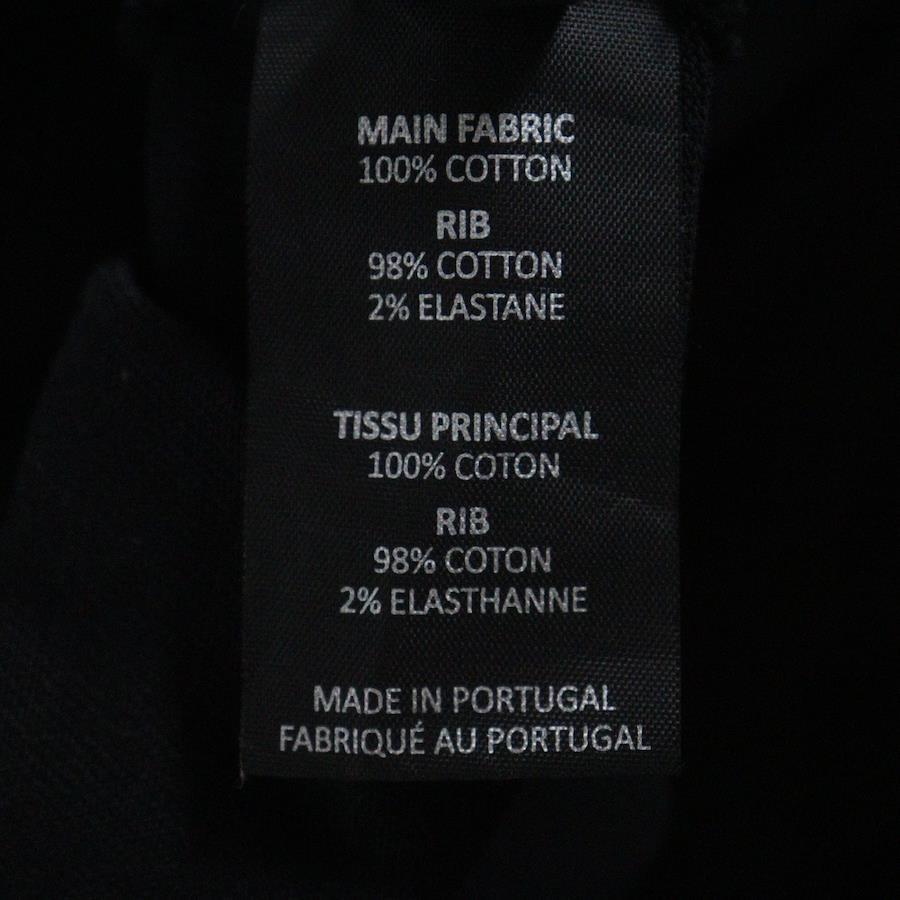 MAIN FABRIC
100% COTTON
RIB
98% COTTON
2% ELASTANE
TISSU PRINCIPAL
100% COTON
RIB
98% COTON
2% ELASTHANNE
MADE IN PORTUGAL
FABRIQUÉ AU PORTUGAL